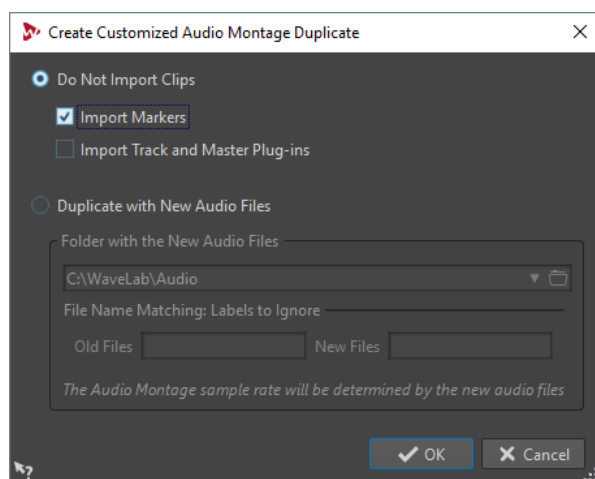 Create Customized Audio Montage Duplicate
Do Not Import Clips
Import Markers
Import Track and Master Plug-ins
Duplicate with New Audio Files
Folder with the New Audio Files
C:\WaveLab\Audio
File Name Matching: Labels to Ignore
Old Files New Files
The Audio Montage sample rate will be determined by the new audio files
OK Cancel